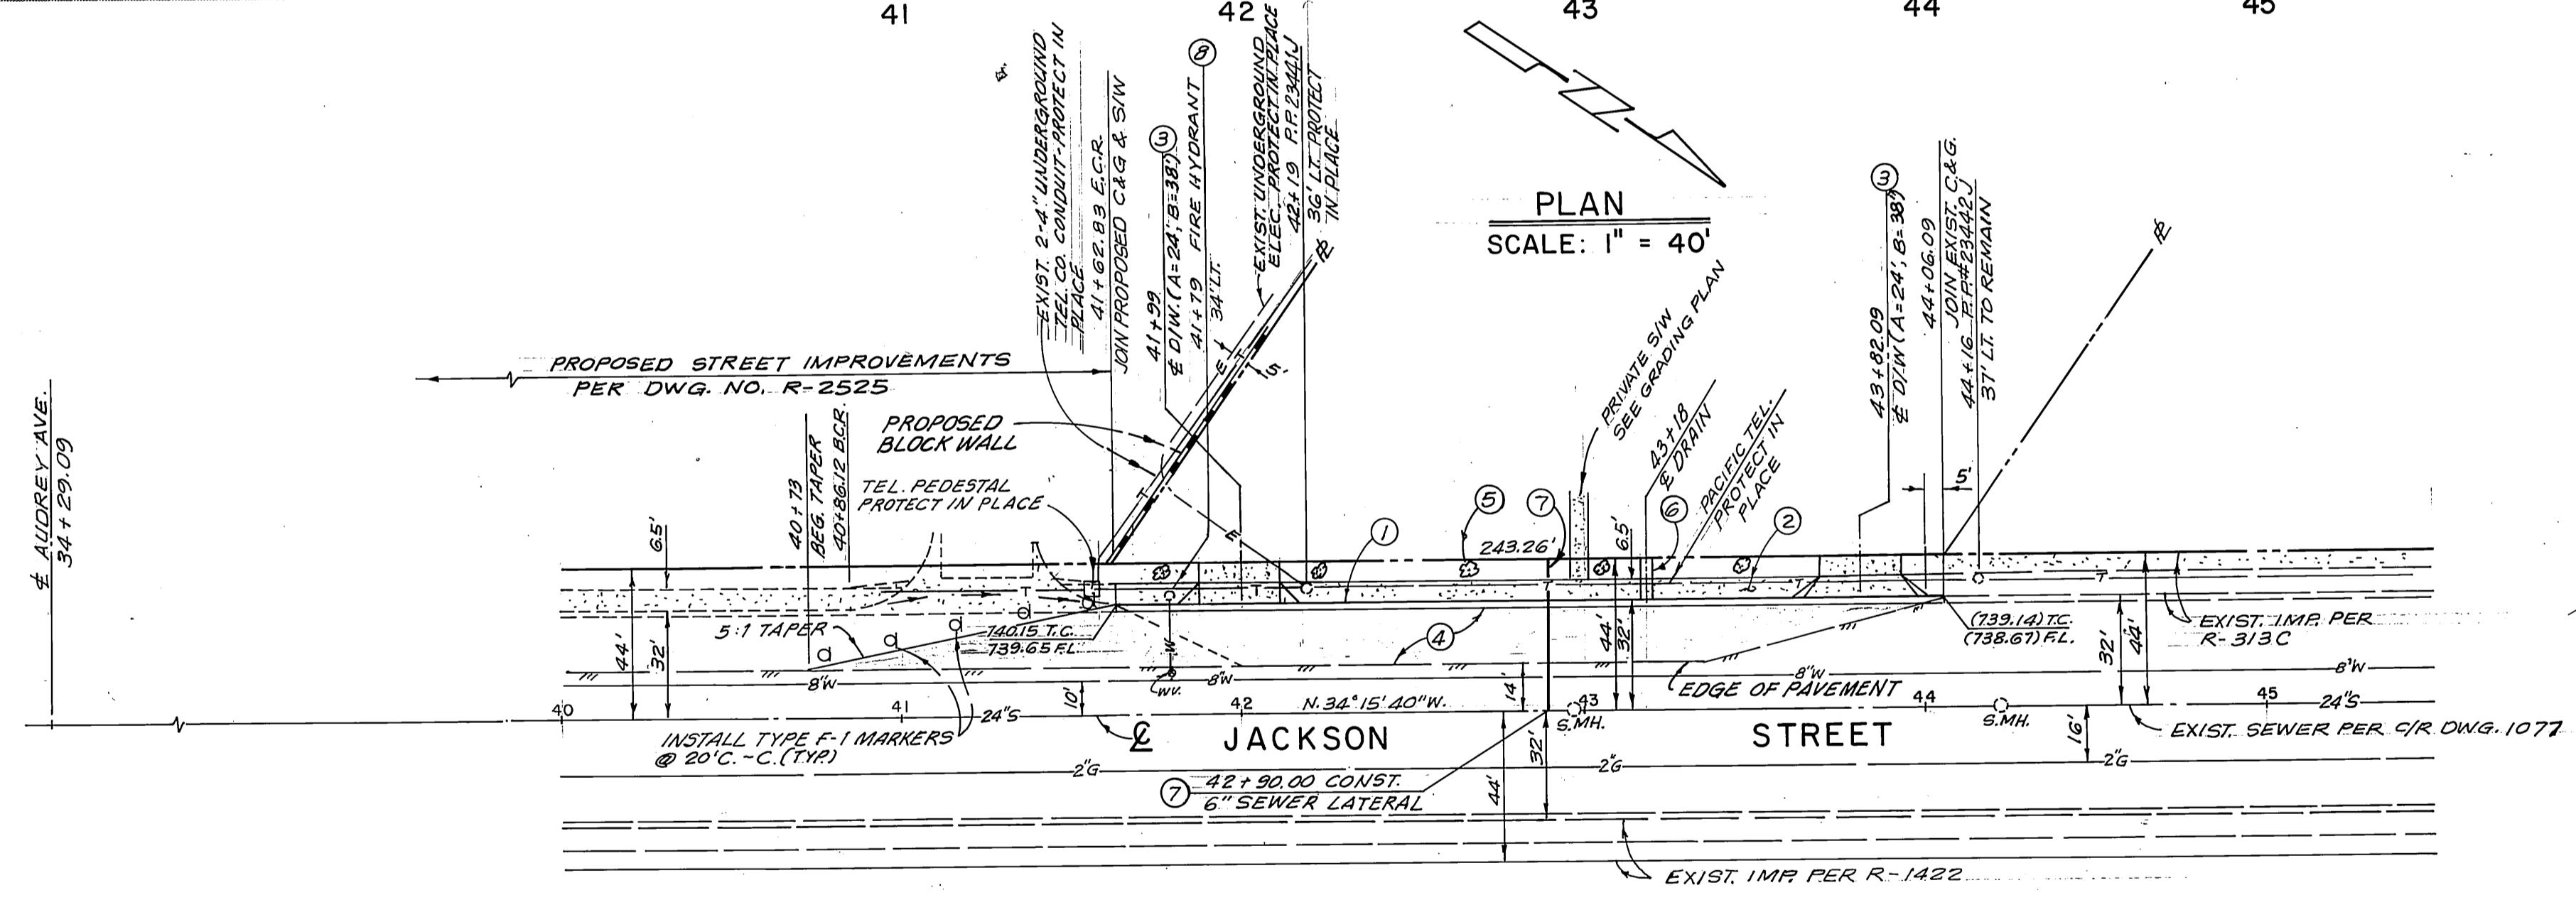 41
42
43
44
45
EXIST. 2-4" UNDERGROUND
TEL. CO. CONDUIT-PROTECT IN
PLACE
41+62.83 E.C.R.
JOIN PROPOSED C&G & S/W
3
41+99
℄ D/W. (A=24', B=38')
8
41+79 FIRE HYDRANT
34' LT.
EXIST. UNDERGROUND
ELEC. PROTECT IN PLACE
42+19 P.P. 23441J
36' LT. PROTECT
IN PLACE
PLAN
SCALE: 1" = 40'
3
43+82.09
℄ D/W (A=24', B=38')
44+06.09
JOIN EXIST. C.&G.
44+16 P.P.#23442J
37' LT. TO REMAIN
℄ AUDREY AVE.
34+29.09
PROPOSED STREET IMPROVEMENTS
PER DWG. NO. R-2525
PROPOSED
BLOCK WALL
TEL. PEDESTAL
PROTECT IN PLACE
40+73
BEG. TAPER
40+86.12 B.C.R.
E
T
5'
T
E
PRIVATE S/W
SEE GRADING PLAN
43+18
℄ DRAIN
PACIFIC TEL.
PROTECT IN
PLACE
5'
6.5'
1
5
243.26'
7
6.5'
6
2
T
T
T
T
T
5:1 TAPER
740.15 T.C.
739.65 F.L.
4
(739.14) T.C.
(738.67) F.L.
EXIST. IMP. PER
R-313C
44'
32'
44'
32'
32'
44'
8"W
W
W.V.
8"W
8"W
8"W
EDGE OF PAVEMENT
10'
14'
40
41
24"S
42
N. 34° 15' 40" W.
43
S.MH.
44
S.MH.
45
24"S
℄ JACKSON STREET
INSTALL TYPE F-1 MARKERS
@ 20' C.-C. (TYP.)
EXIST. SEWER PER C/R DWG. 1077
16'
32'
44'
2"G
2"G
2"G
7
42+90.00 CONST.
6" SEWER LATERAL
EXIST. IMP. PER R-1422